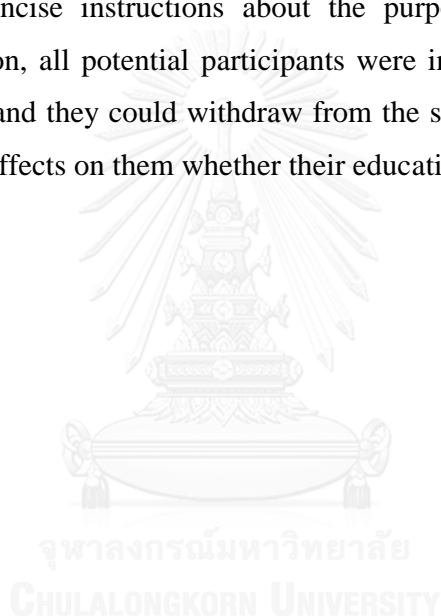 ncise instructions about the purp
on, all potential participants were in
and they could withdraw from the s
ffects on them whether their educati
จุฬาลงกรณ์มหาวิทยาลัย
CHULALONGKORN UNIVERSITY